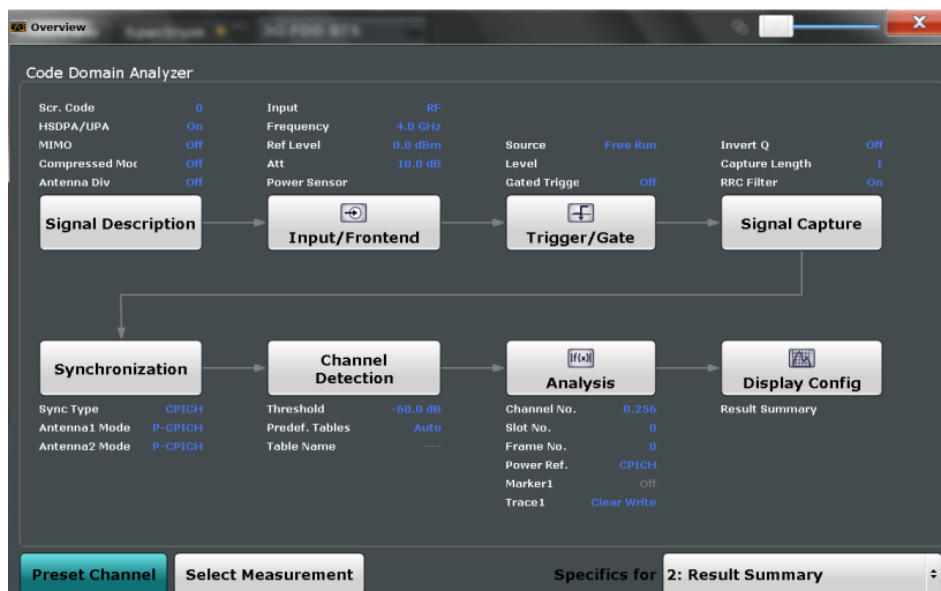 Overview
Spectrum
3G FDD BTS
Code Domain Analyzer
Scr. Code 0
HSDPA/UPA On
MIMO Off
Compressed Moc Off
Antenna Div Off
Input RF
Frequency 4.0 GHz
Ref Level 0.0 dBm
Att 10.0 dB
Power Sensor
Source Free Run
Level
Gated Trigge Off
Invert Q Off
Capture Length 1
RRC Filter On
Signal Description
Input/Frontend
Trigger/Gate
Signal Capture
Synchronization
Channel
Detection
|f(x)|
Analysis
Display Config
Sync Type CPICH
Antenna1 Mode P-CPICH
Antenna2 Mode P-CPICH
Threshold -60.0 dB
Predef. Tables Auto
Table Name ---
Channel No. 0.256
Slot No. 0
Frame No. 0
Power Ref. CPICH
Marker1 Off
Trace1 Clear Write
Result Summary
Preset Channel
Select Measurement
Specifics for 2: Result Summary